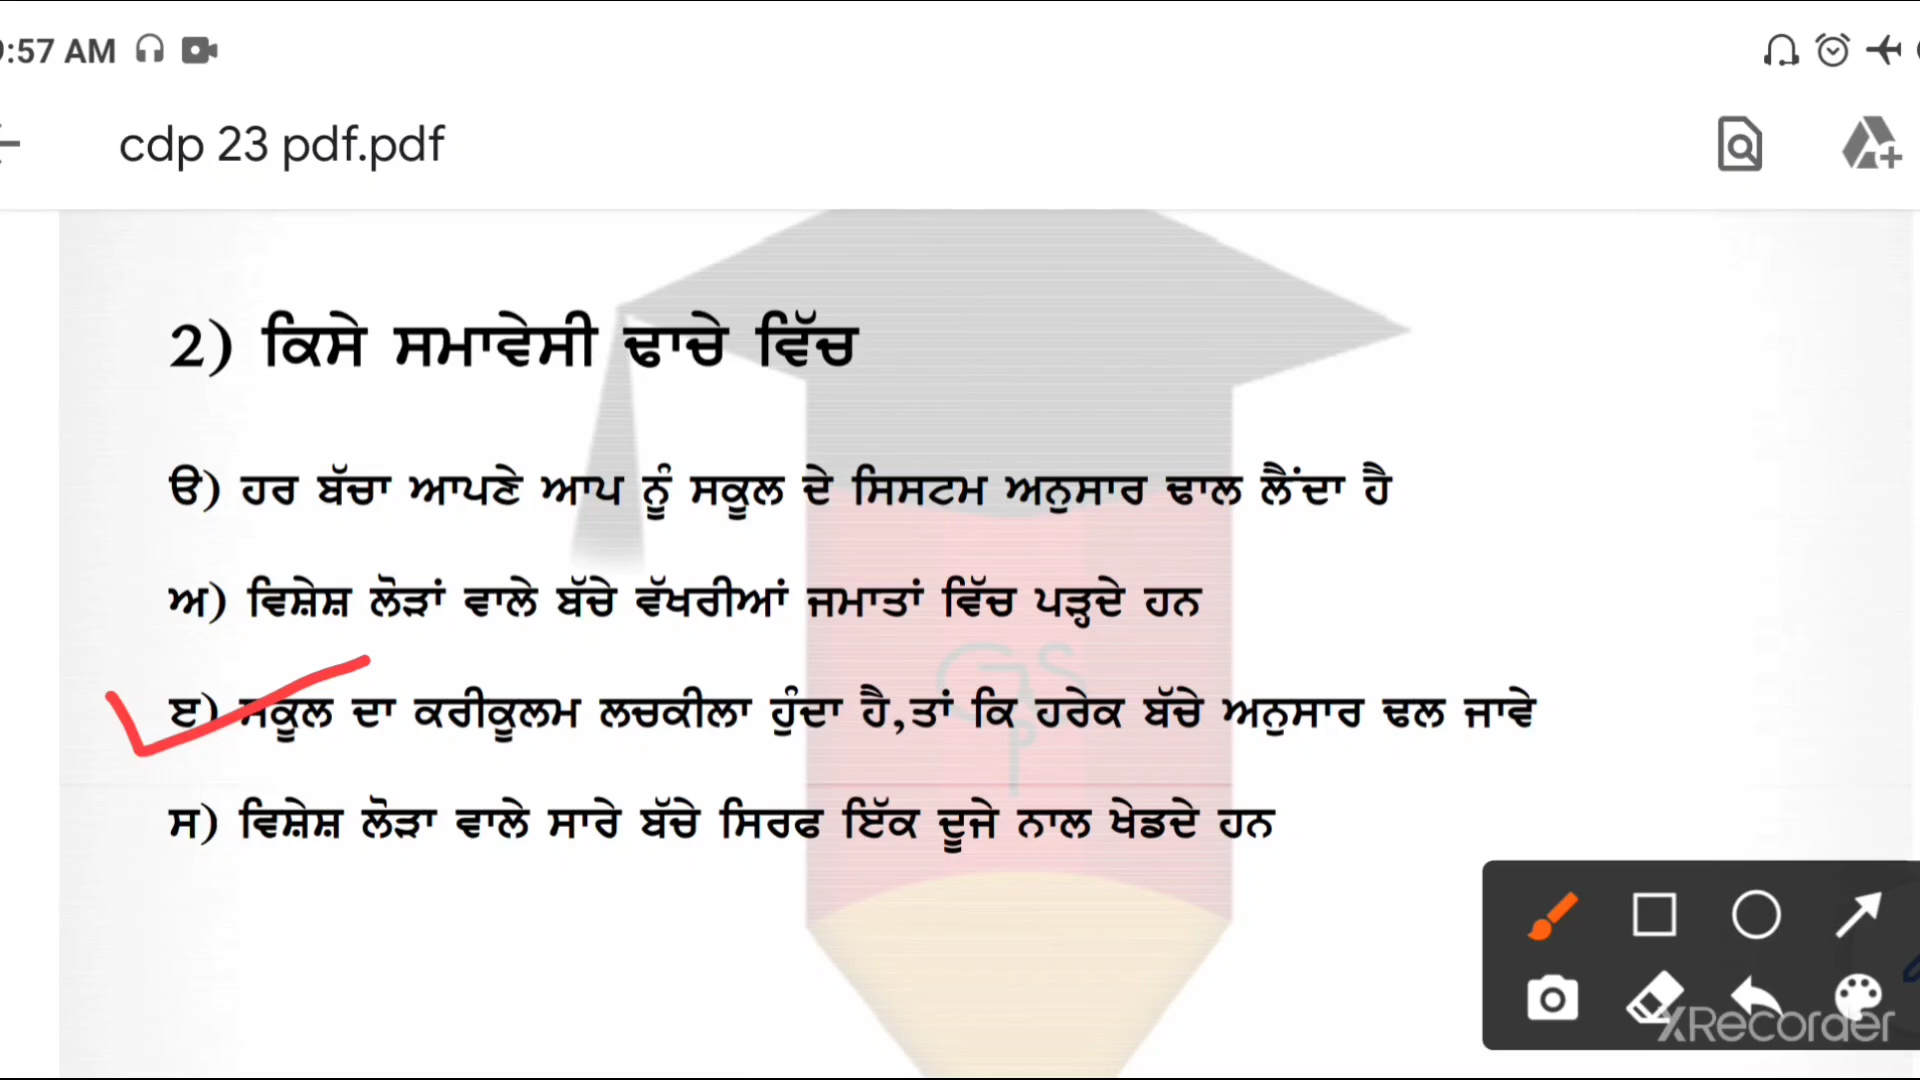 :57 AM
cdp 23 pdf.pdf
2) ਕਿਸੇ ਸਮਾਵੇਸੀ ਢਾਚੇ ਵਿੱਚ
ੳ) ਹਰ ਬੱਚਾ ਆਪਣੇ ਆਪ ਨੂੰ ਸਕੂਲ ਦੇ ਸਿਸਟਮ ਅਨੁਸਾਰ ਢਾਲ ਲੈਂਦਾ ਹੈ
ਅ) ਵਿਸ਼ੇਸ਼ ਲੋੜਾਂ ਵਾਲੇ ਬੱਚੇ ਵੱਖਰੀਆਂ ਜਮਾਤਾਂ ਵਿੱਚ ਪੜ੍ਹਦੇ ਹਨ
ੲ) ਸਕੂਲ ਦਾ ਕਰੀਕੂਲਮ ਲਚਕੀਲਾ ਹੁੰਦਾ ਹੈ,ਤਾਂ ਕਿ ਹਰੇਕ ਬੱਚੇ ਅਨੁਸਾਰ ਢਲ ਜਾਵੇ
ਸ) ਵਿਸ਼ੇਸ਼ ਲੋੜਾ ਵਾਲੇ ਸਾਰੇ ਬੱਚੇ ਸਿਰਫ ਇੱਕ ਦੂਜੇ ਨਾਲ ਖੇਡਦੇ ਹਨ
XRecorder